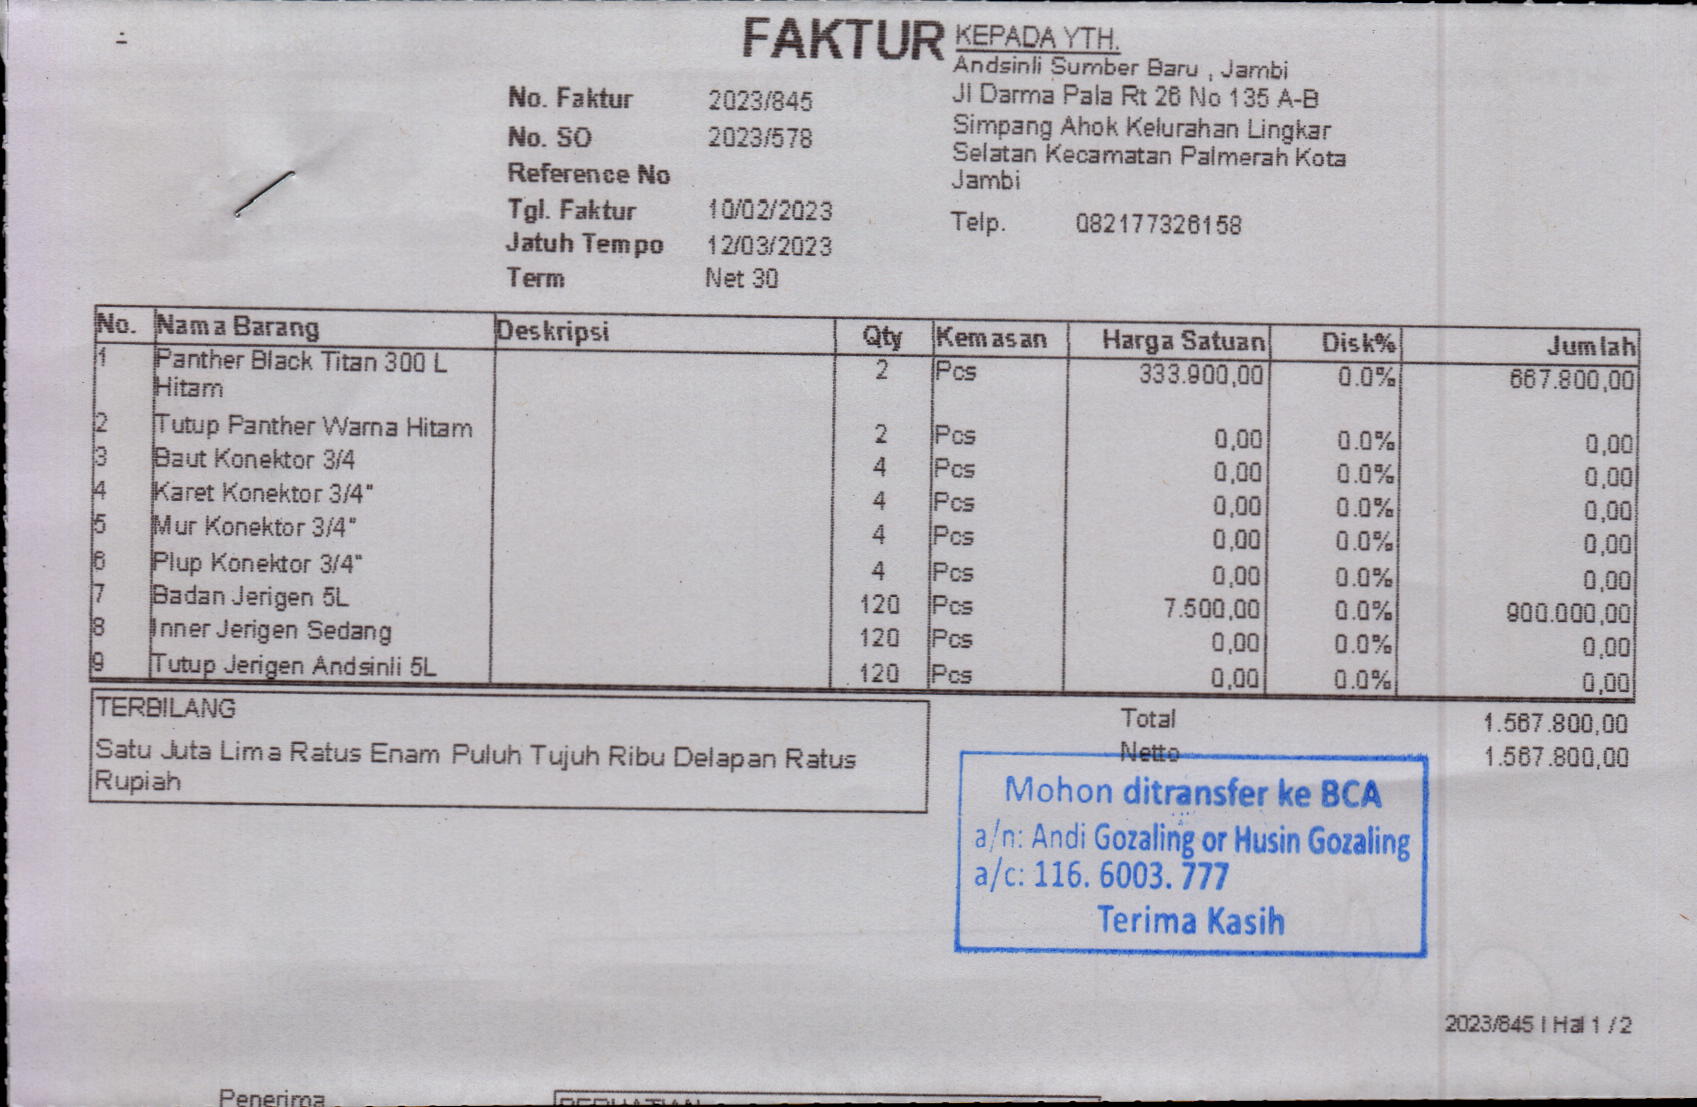 FAKTUR
KEPADA YTH.
Andsinli Sumber Baru , Jambi
Jl Darma Pala Rt 26 No 135 A-B
Simpang Ahok Kelurahan Lingkar
Selatan Kecamatan Palmerah Kota
Jambi
Telp. 082177326158
No. Faktur 2023/845
No. SO 2023/578
Reference No
Tgl. Faktur 10/02/2023
Jatuh Tempo 12/03/2023
Term Net 30
No. Nama Barang Deskripsi Qty Kemasan Harga Satuan Disk% Jumlah
1 Panther Black Titan 300 L 2 Pcs 333.900,00 0.0% 667.800,00
Hitam
2 Tutup Panther Warna Hitam 2 Pcs 0,00 0.0% 0,00
3 Baut Konektor 3/4 4 Pcs 0,00 0.0% 0,00
4 Karet Konektor 3/4" 4 Pcs 0,00 0.0% 0,00
5 Mur Konektor 3/4" 4 Pcs 0,00 0.0% 0,00
6 Plup Konektor 3/4" 4 Pcs 0,00 0.0% 0,00
7 Badan Jerigen 5L 120 Pcs 7.500,00 0.0% 900.000,00
8 Inner Jerigen Sedang 120 Pcs 0,00 0.0% 0,00
9 Tutup Jerigen Andsinli 5L 120 Pcs 0,00 0.0% 0,00
TERBILANG
Satu Juta Lima Ratus Enam Puluh Tujuh Ribu Delapan Ratus
Rupiah
Total 1.567.800,00
Netto 1.567.800,00
Mohon ditransfer ke BCA
a/n: Andi Gozaling or Husin Gozaling
a/c: 116. 6003. 777
Terima Kasih
2023/845 | Hal 1 / 2
Penerima
PERHATIAN